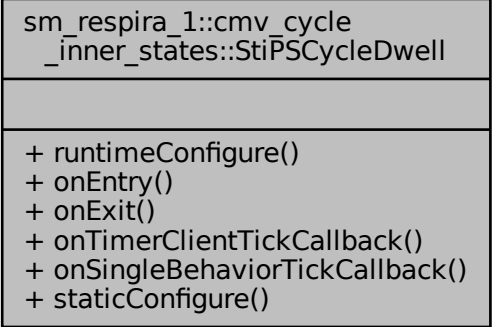 sm_respira_1::cmv_cycle
_inner_states::StiPSCycleDwell
+ runtimeConfigure()
+ onEntry()
+ onExit()
+ onTimerClientTickCallback()
+ onSingleBehaviorTickCallback()
+ staticConfigure()